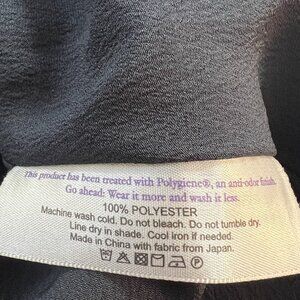 This product has been treated with Polygiene®, an anti-odor finish.
Go ahead: Wear it more and wash it less.
100% POLYESTER
Machine wash cold. Do not bleach. Do not tumble dry.
Line dry in shade. Cool iron if needed.
Made in China with fabric from Japan.